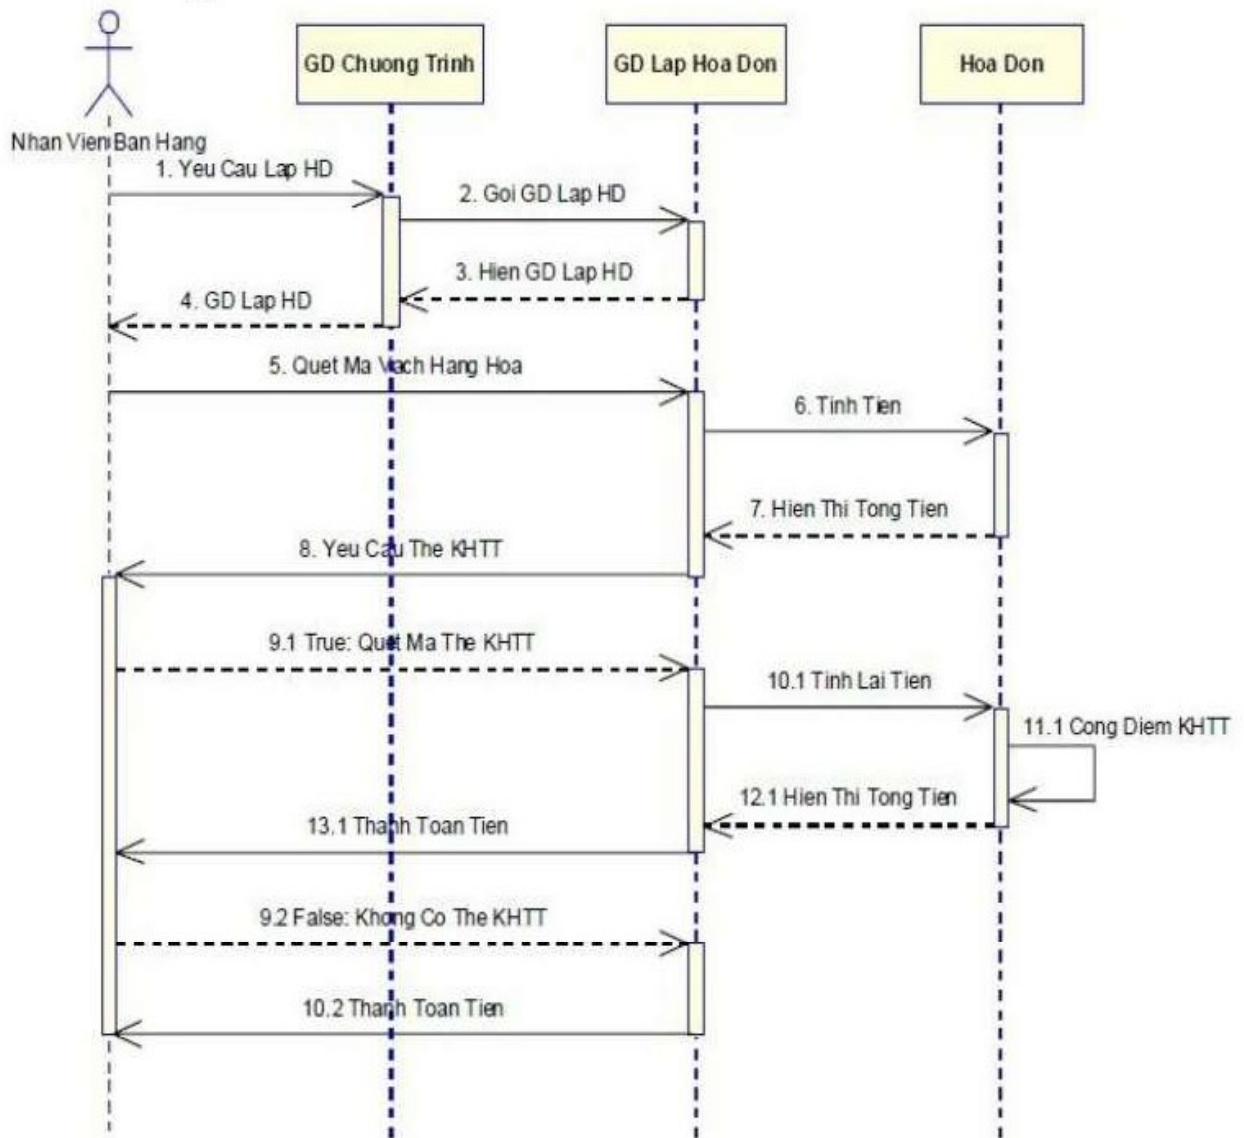 GD Chuong Trinh
GD Lap Hoa Don
Hoa Don
Nhan Vien Ban Hang
1. Yeu Cau Lap HD
2. Goi GD Lap HD
3. Hien GD Lap HD
4. GD Lap HD
5. Quet Ma Vach Hang Hoa
6. Tinh Tien
7. Hien Thi Tong Tien
8. Yeu Cau The KHTT
9.1 True: Quet Ma The KHTT
10.1 Tinh Lai Tien
11.1 Cong Diem KHTT
12.1 Hien Thi Tong Tien
13.1 Thanh Toan Tien
9.2 False: Khong Co The KHTT
10.2 Thanh Toan Tien